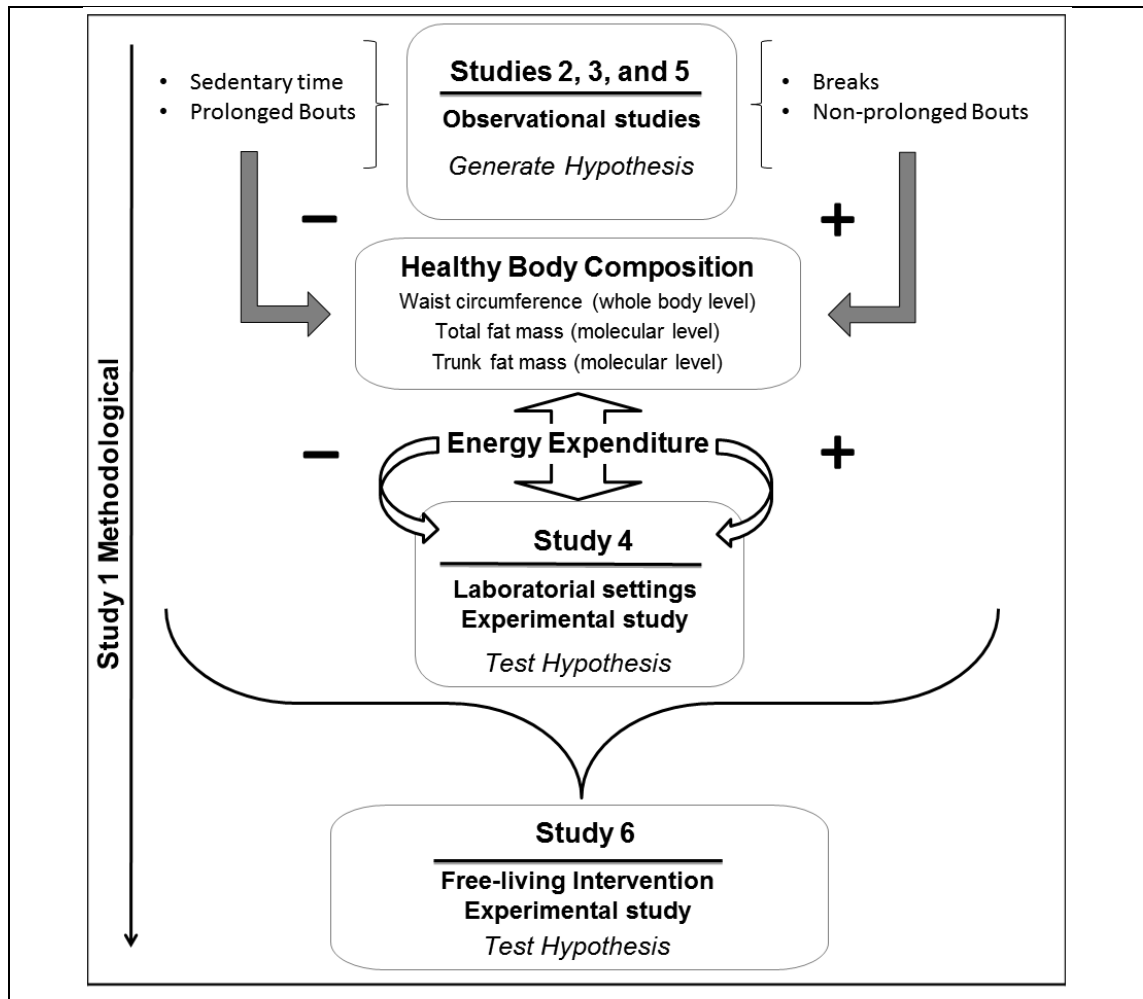 Studies 2, 3, and 5
Observational studies
Generate Hypothesis
• Sedentary time
• Prolonged Bouts
• Breaks
• Non-prolonged Bouts
–
+
Healthy Body Composition
Waist circumference (whole body level)
Total fat mass (molecular level)
Trunk fat mass (molecular level)
–
Energy Expenditure
+
Study 4
Laboratorial settings
Experimental study
Test Hypothesis
Study 1 Methodological
Study 6
Free-living Intervention
Experimental study
Test Hypothesis